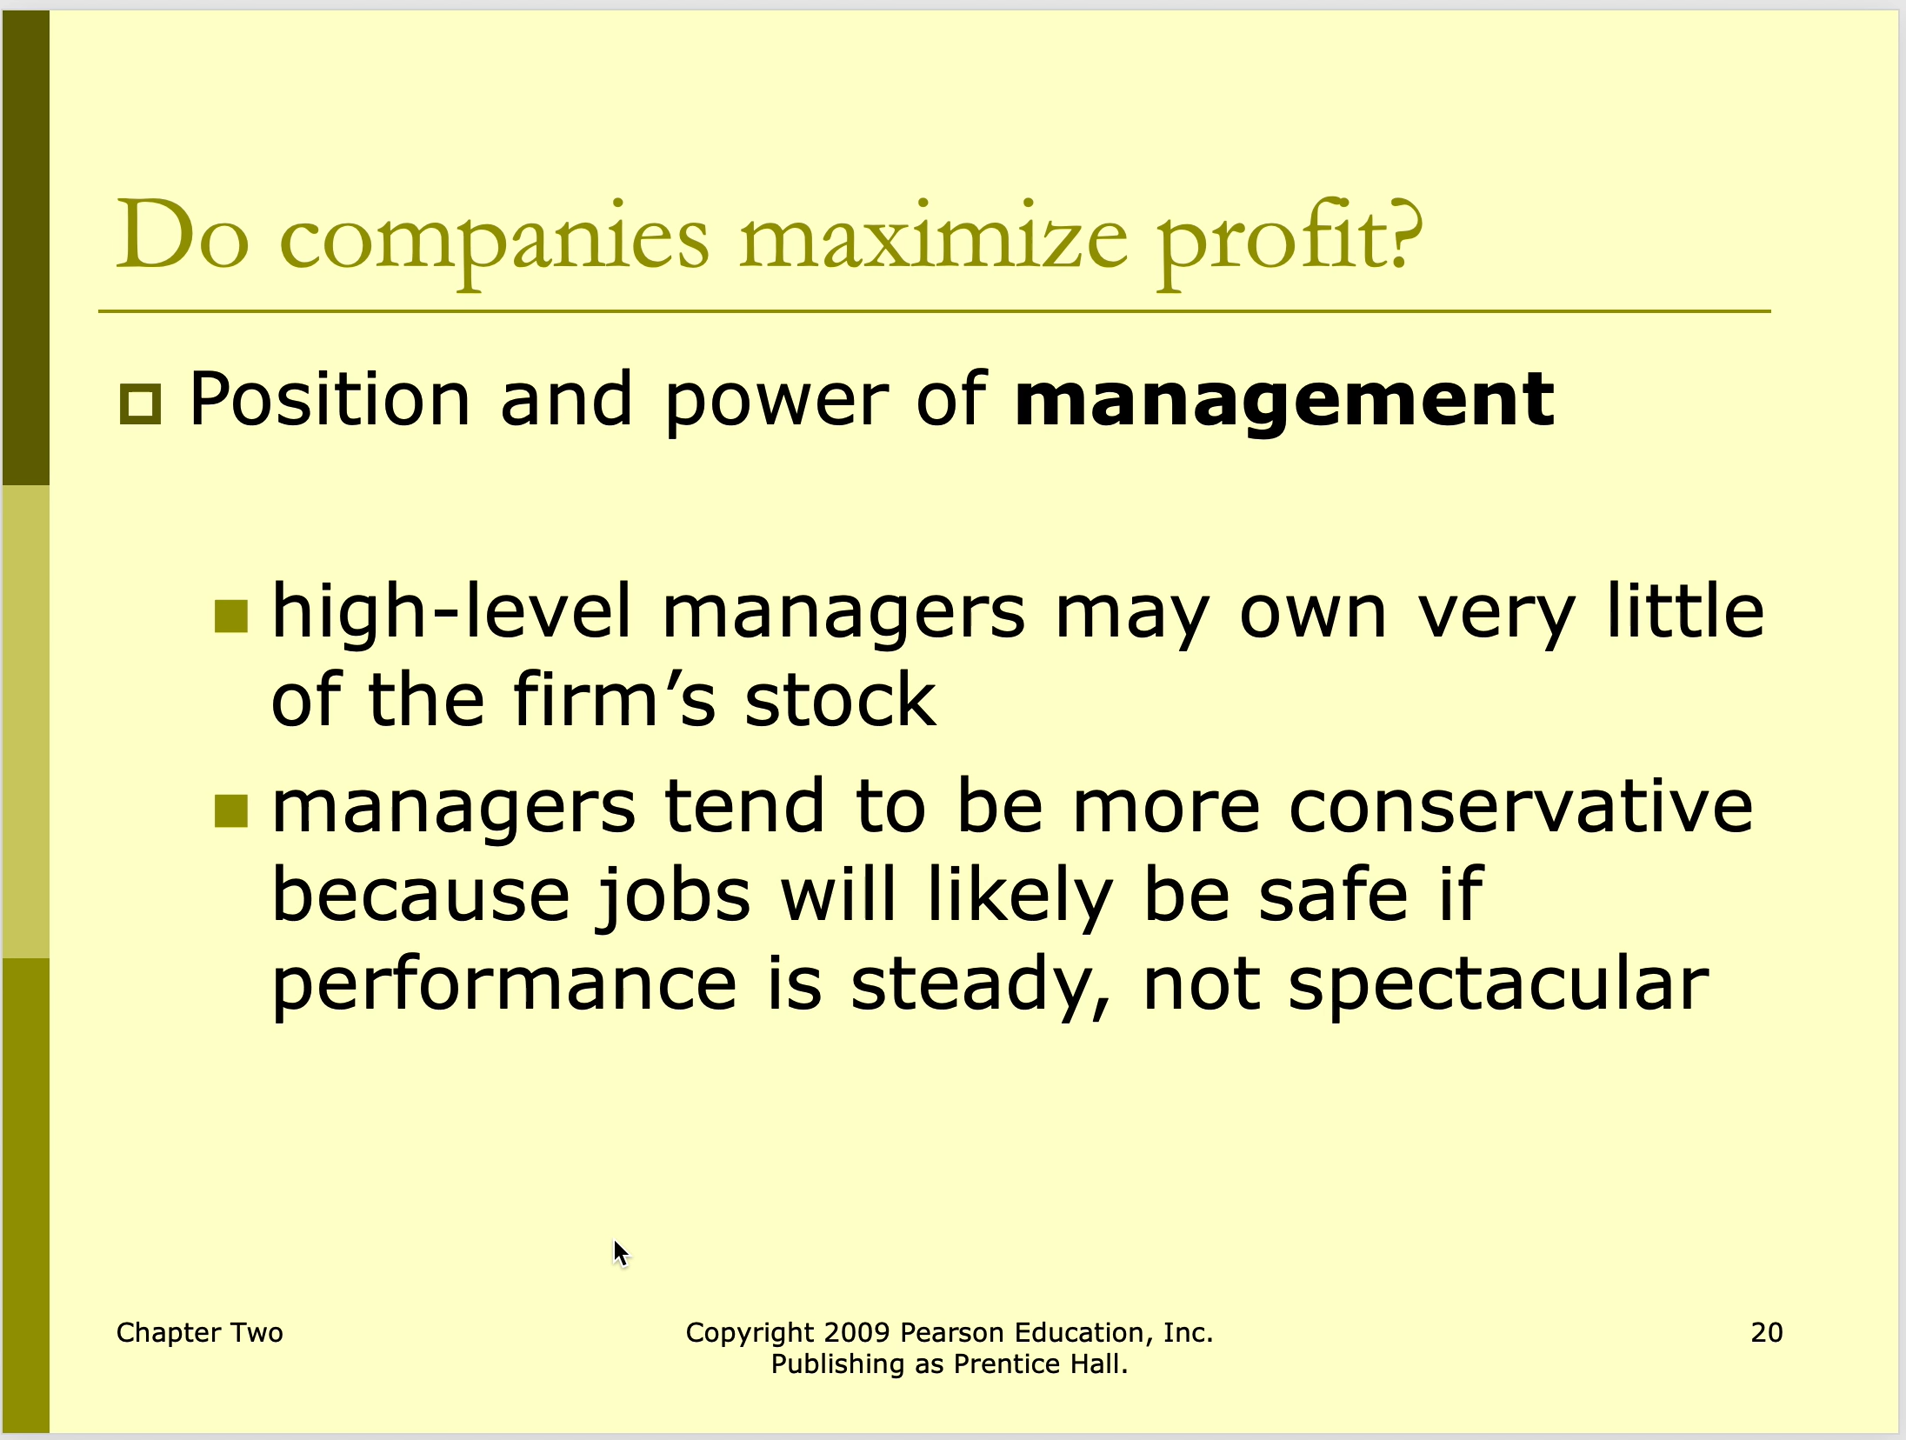 Do companies maximize profit?
Position and power of management
high-level managers may own very little
of the firm’s stock
managers tend to be more conservative
because jobs will likely be safe if
performance is steady, not spectacular
Chapter Two
Copyright 2009 Pearson Education, Inc.
Publishing as Prentice Hall.
20